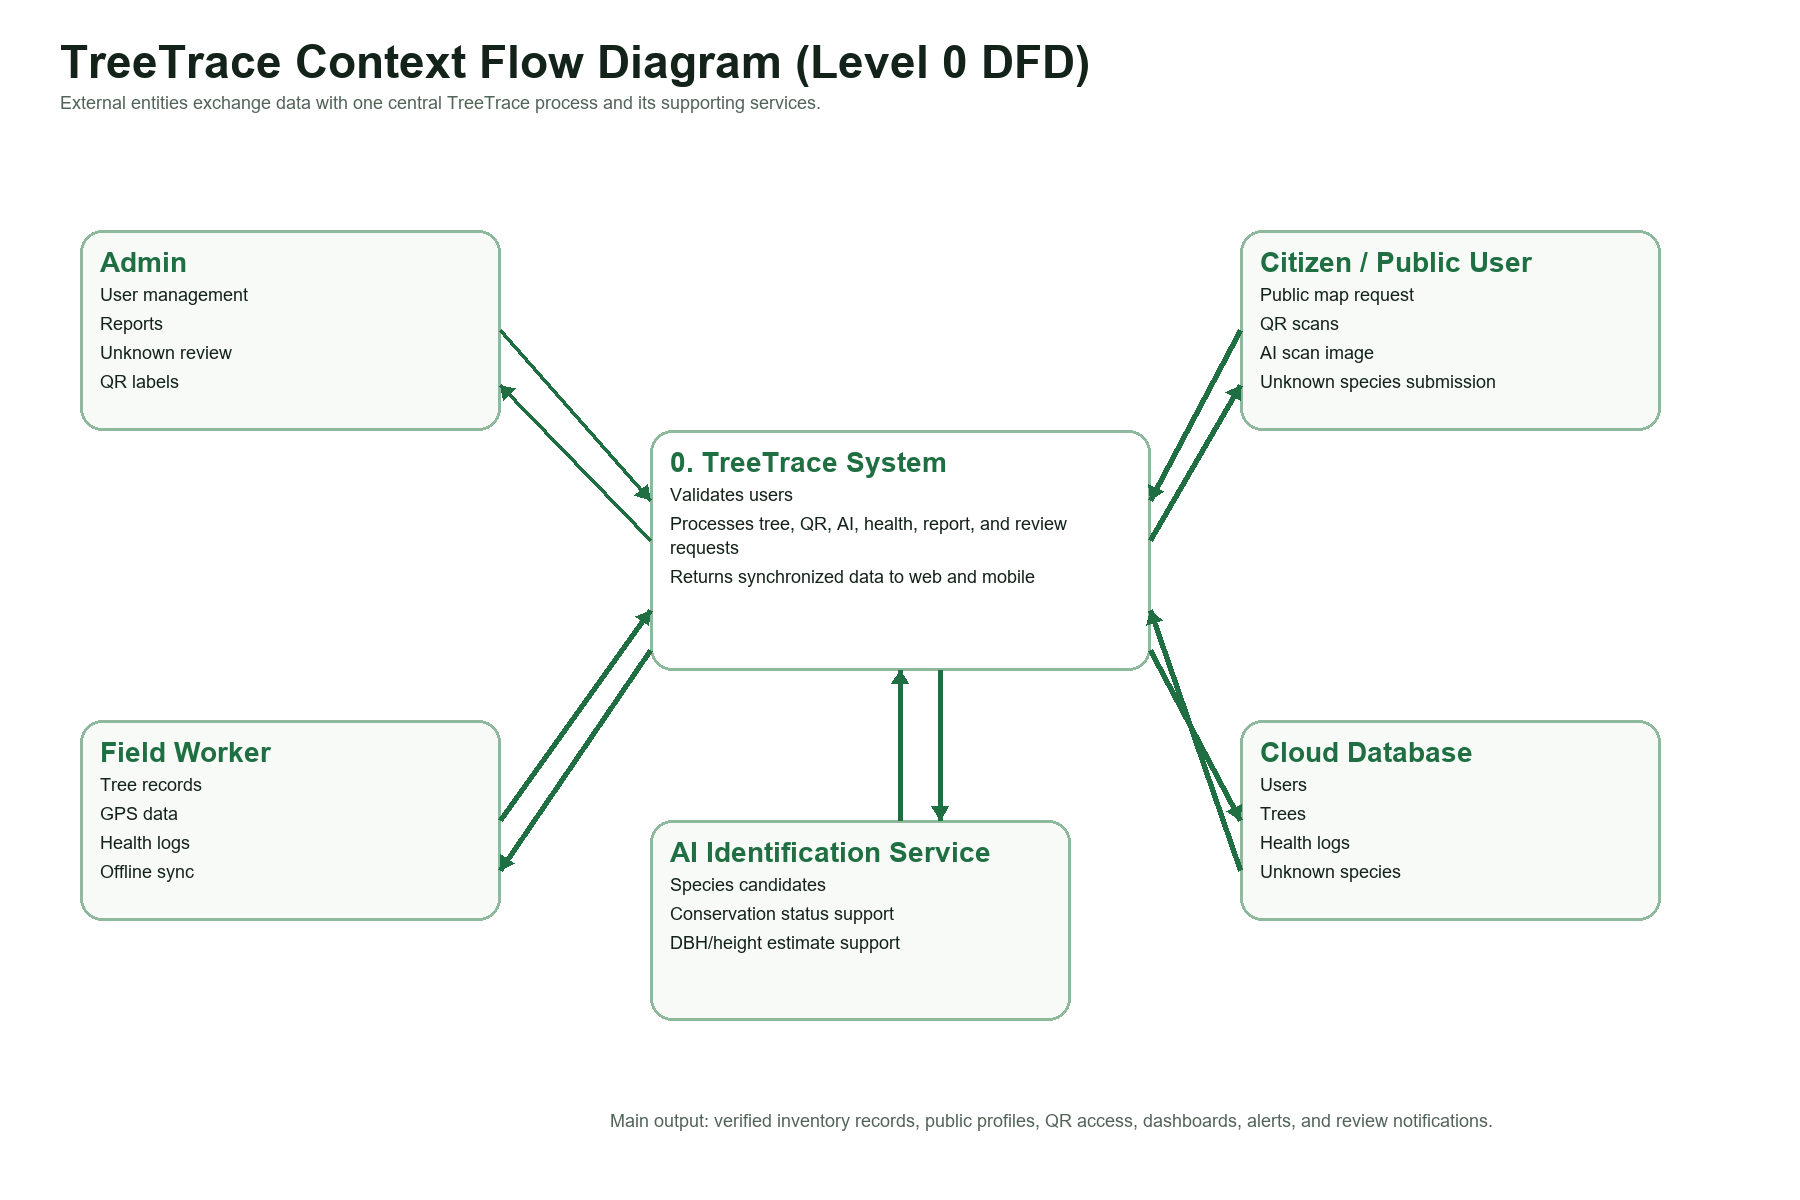 TreeTrace Context Flow Diagram (Level 0 DFD)
External entities exchange data with one central TreeTrace process and its supporting services.
Admin
User management
Reports
Unknown review
QR labels
Citizen / Public User
Public map request
QR scans
AI scan image
Unknown species submission
0. TreeTrace System
Validates users
Processes tree, QR, AI, health, report, and review
requests
Returns synchronized data to web and mobile
Field Worker
Tree records
GPS data
Health logs
Offline sync
AI Identification Service
Species candidates
Conservation status support
DBH/height estimate support
Cloud Database
Users
Trees
Health logs
Unknown species
Main output: verified inventory records, public profiles, QR access, dashboards, alerts, and review notifications.